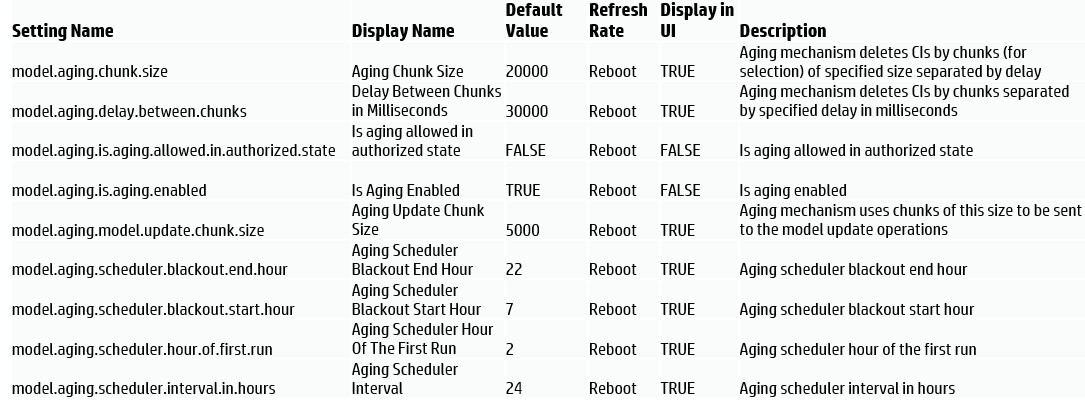 Setting Name Display Name Default Value Refresh Rate Display in UI Description
model.aging.chunk.size Aging Chunk Size 20000 Reboot TRUE Aging mechanism deletes CIs by chunks (for selection) of specified size separated by delay
model.aging.delay.between.chunks Delay Between Chunks in Milliseconds 30000 Reboot TRUE Aging mechanism deletes CIs by chunks separated by specified delay in milliseconds
model.aging.is.aging.allowed.in.authorized.state Is aging allowed in authorized state FALSE Reboot FALSE Is aging allowed in authorized state
model.aging.is.aging.enabled Is Aging Enabled TRUE Reboot FALSE Is aging enabled
model.aging.model.update.chunk.size Aging Update Chunk Size 5000 Reboot TRUE Aging mechanism uses chunks of this size to be sent to the model update operations
model.aging.scheduler.blackout.end.hour Aging Scheduler Blackout End Hour 22 Reboot TRUE Aging scheduler blackout end hour
model.aging.scheduler.blackout.start.hour Aging Scheduler Blackout Start Hour 7 Reboot TRUE Aging scheduler blackout start hour
model.aging.scheduler.hour.of.first.run Aging Scheduler Hour Of The First Run 2 Reboot TRUE Aging scheduler hour of the first run
model.aging.scheduler.interval.in.hours Aging Scheduler Interval 24 Reboot TRUE Aging scheduler interval in hours